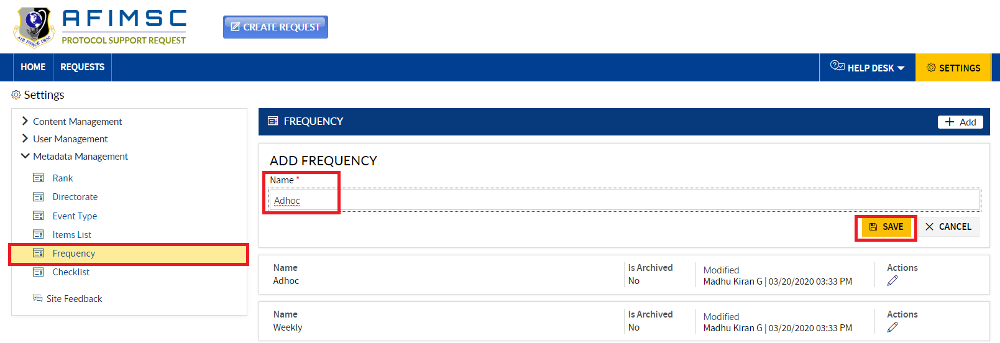 AFIMSC
PROTOCOL SUPPORT REQUEST
AIR FORCE IMSC
CREATE REQUEST
HOME
REQUESTS
HELP DESK
SETTINGS
Settings
Content Management
User Management
Metadata Management
Rank
Directorate
Event Type
Items List
Frequency
Checklist
Site Feedback
FREQUENCY
+ Add
ADD FREQUENCY
Name *
Adhoc
SAVE
CANCEL
Name Is Archived Modified Actions
Adhoc No Madhu Kiran G | 03/20/2020 03:33 PM
Name Is Archived Modified Actions
Weekly No Madhu Kiran G | 03/20/2020 03:33 PM